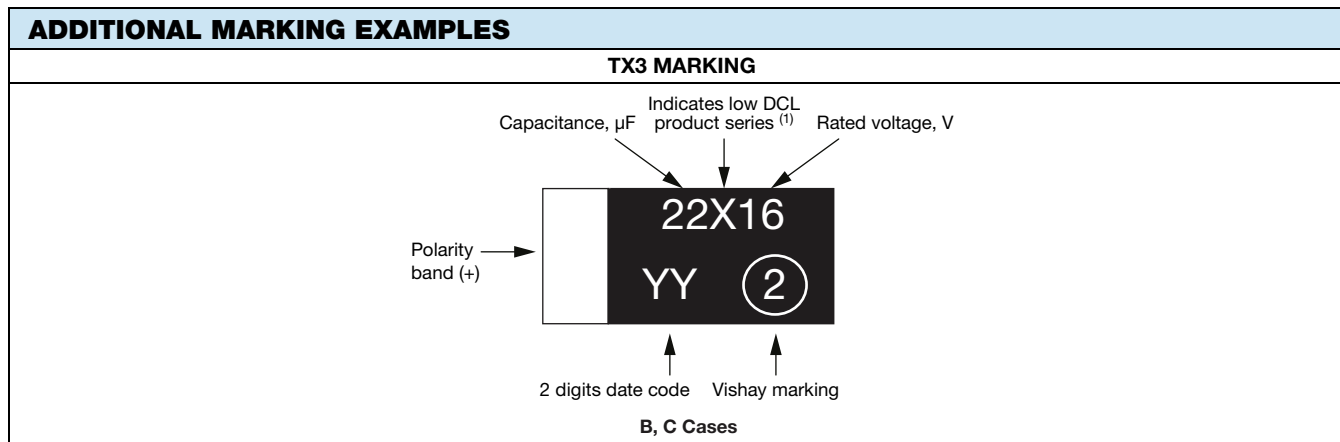 ADDITIONAL MARKING EXAMPLES
TX3 MARKING
Indicates low DCL
Capacitance, µF product series (1) Rated voltage, V
22X16
Polarity
band (+)
YY 2
2 digits date code Vishay marking
B, C Cases